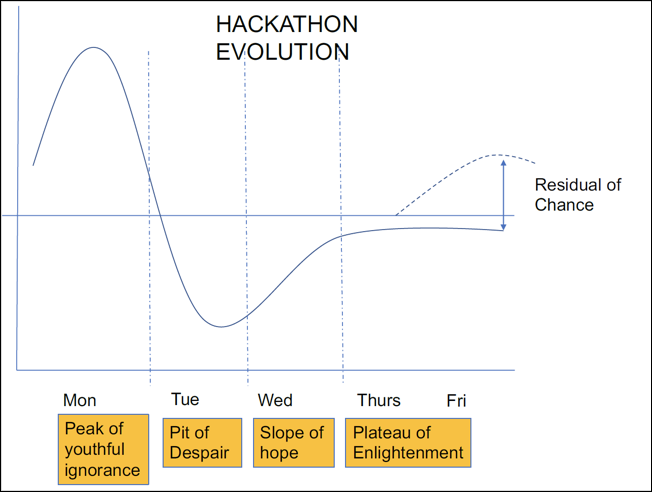 HACKATHON
EVOLUTION
Residual of
Chance
Mon
Tue
Wed
Thurs
Fri
Peak of
youthful
ignorance
Pit of
Despair
Slope of
hope
Plateau of
Enlightenment